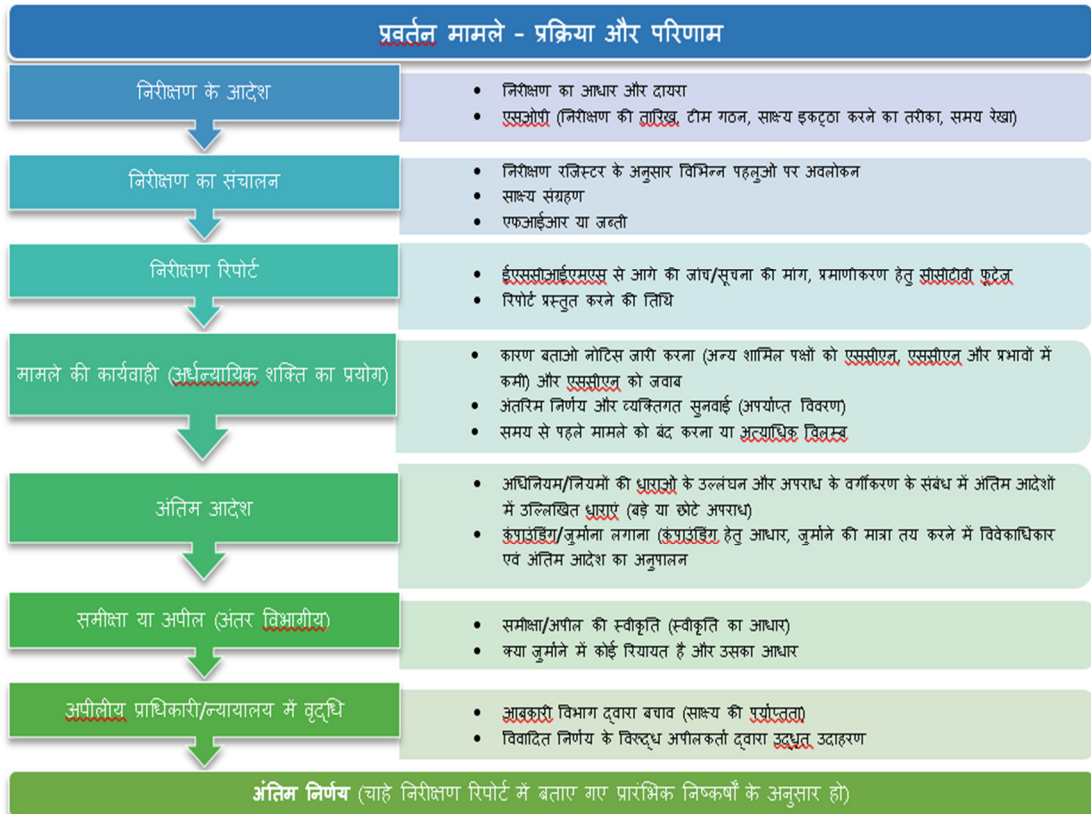 प्रवर्तन मामले – प्रक्रिया और परिणाम
निरीक्षण के आदेश
• निरीक्षण का आधार और दायरा
• एसओपी (निरीक्षण की तारिख, टीम गठन, साक्ष्य इकट्ठा करने का तरीका, समय रेखा)
निरीक्षण का संचालन
• निरीक्षण रजिस्टर के अनुसार विभिन्न पहलुओं पर अवलोकन
• साक्ष्य संग्रहण
• एफआईआर या जब्ती
निरीक्षण रिपोर्ट
• ईएससीआईएमएस से आगे की जांच/सूचना की मांग, प्रमाणीकरण हेतु सीसीटीवी फूटेज
• रिपोर्ट प्रस्तुत करने की तिथि
मामले की कार्यवाही (अर्धन्यायिक शक्ति का प्रयोग)
• कारण बताओ नोटिस जारी करना (अन्य शामिल पक्षों को एससीएन, एससीएन और प्रभावों में
कमी) और एससीएन को जवाब
• अंतरिम निर्णय और व्यक्तिगत सुनवाई (अपर्याप्त विवरण)
• समय से पहले मामले को बंद करना या अत्याधिक विलम्ब
अंतिम आदेश
• अधिनियम/नियमों की धाराओं के उल्लंघन और अपराध के वर्गीकरण के संबंध में अंतिम आदेशों
में उल्लिखित धाराएं (बड़े या छोटे अपराध)
• कंपाउंडिंग/जुर्माना लगाना (कंपाउंडिंग हेतु आधार, जुर्माने की मात्रा तय करने में विवेकाधिकार
एवं अंतिम आदेश का अनुपालन
समीक्षा या अपील (अंतर विभागीय)
• समीक्षा/अपील की स्वीकृति (स्वीकृति का आधार)
• क्या जुर्माने में कोई रियायत है और उसका आधार
अपीलीय प्राधिकारी/न्यायालय में वृद्धि
• आबकारी विभाग द्वारा बचाव (साक्ष्य की पर्याप्तता)
• विवादित निर्णय के विरुद्ध अपीलकर्ता द्वारा उद्धृत उदाहरण
अंतिम निर्णय (चाहे निरीक्षण रिपोर्ट में बताए गए प्रारंभिक निष्कर्षों के अनुसार हो)